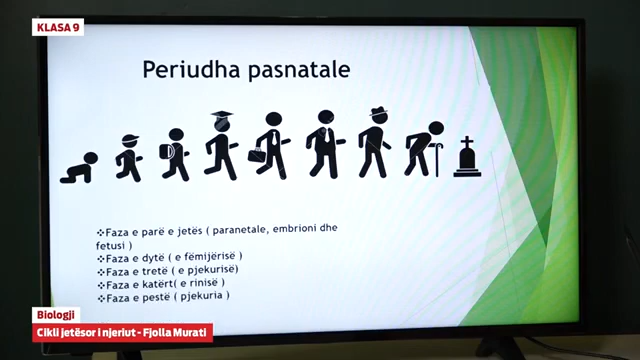 KLASA 9
Periudha pasnatale
❖Faza e parë e jetës ( paranetale, embrioni dhe
fetusi )
❖Faza e dytë ( e fëmijërisë )
❖Faza e tretë ( e pjekurisë)
❖Faza e katërt( e rinisë )
❖Faza e pestë ( pjekuria )
Biologji
Cikli jetësor i njeriut - Fjolla Murati